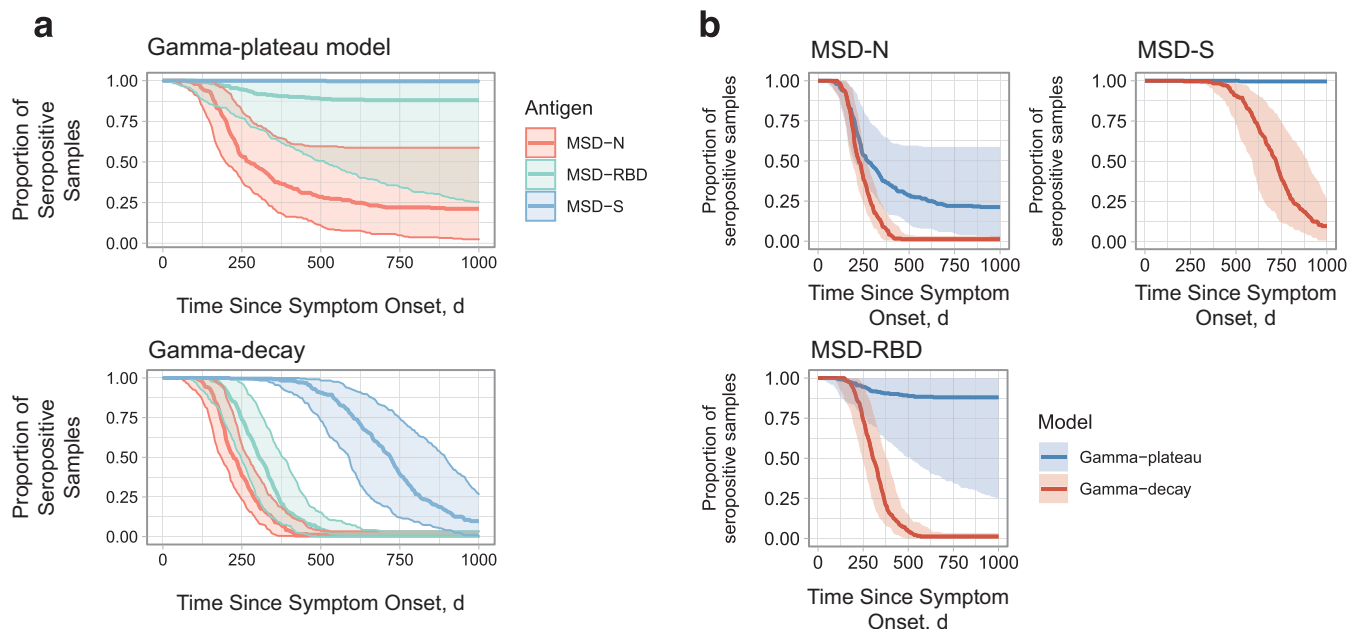 a
Gamma-plateau model
Proportion of
Seropositive
Samples
1.00
0.75
0.50
0.25
0.00
0 250 500 750 1000
Time Since Symptom Onset, d
Antigen
MSD−N
MSD−RBD
MSD−S
Gamma-decay
Proportion of
Seropositive
Samples
1.00
0.75
0.50
0.25
0.00
0 250 500 750 1000
Time Since Symptom Onset, d
b
MSD-N
Proportion of
seropositive samples
1.00
0.75
0.50
0.25
0.00
0 250 500 750 1000
Time Since Symptom
Onset, d
MSD-S
Proportion of
seropositive samples
1.00
0.75
0.50
0.25
0.00
0 250 500 750 1000
Time Since Symptom
Onset, d
MSD-RBD
Proportion of
seropositive samples
1.00
0.75
0.50
0.25
0.00
0 250 500 750 1000
Time Since Symptom
Onset, d
Model
Gamma−plateau
Gamma−decay